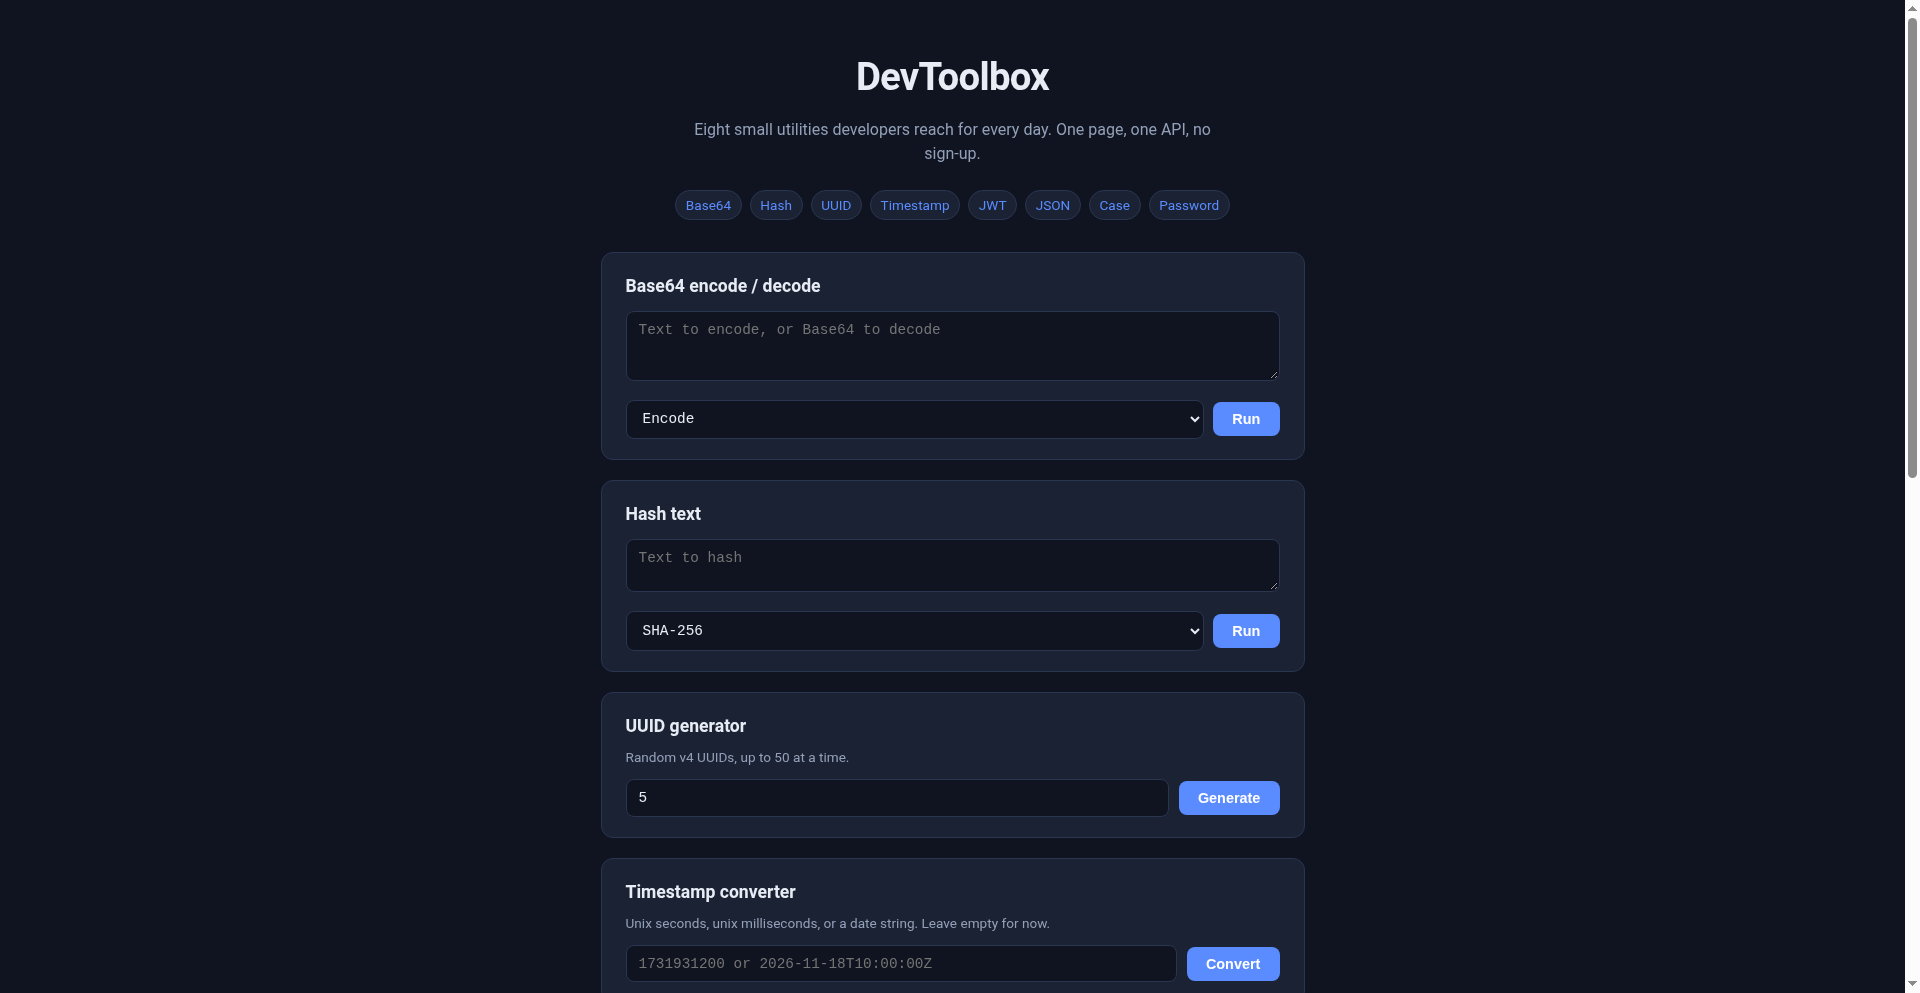 DevToolbox
Eight small utilities developers reach for every day. One page, one API, no
sign-up.
Base64 Hash UUID Timestamp JWT JSON Case Password
Base64 encode / decode
Text to encode, or Base64 to decode
Encode Run
Hash text
Text to hash
SHA-256 Run
UUID generator
Random v4 UUIDs, up to 50 at a time.
5 Generate
Timestamp converter
Unix seconds, unix milliseconds, or a date string. Leave empty for now.
1731931200 or 2026-11-18T10:00:00Z Convert